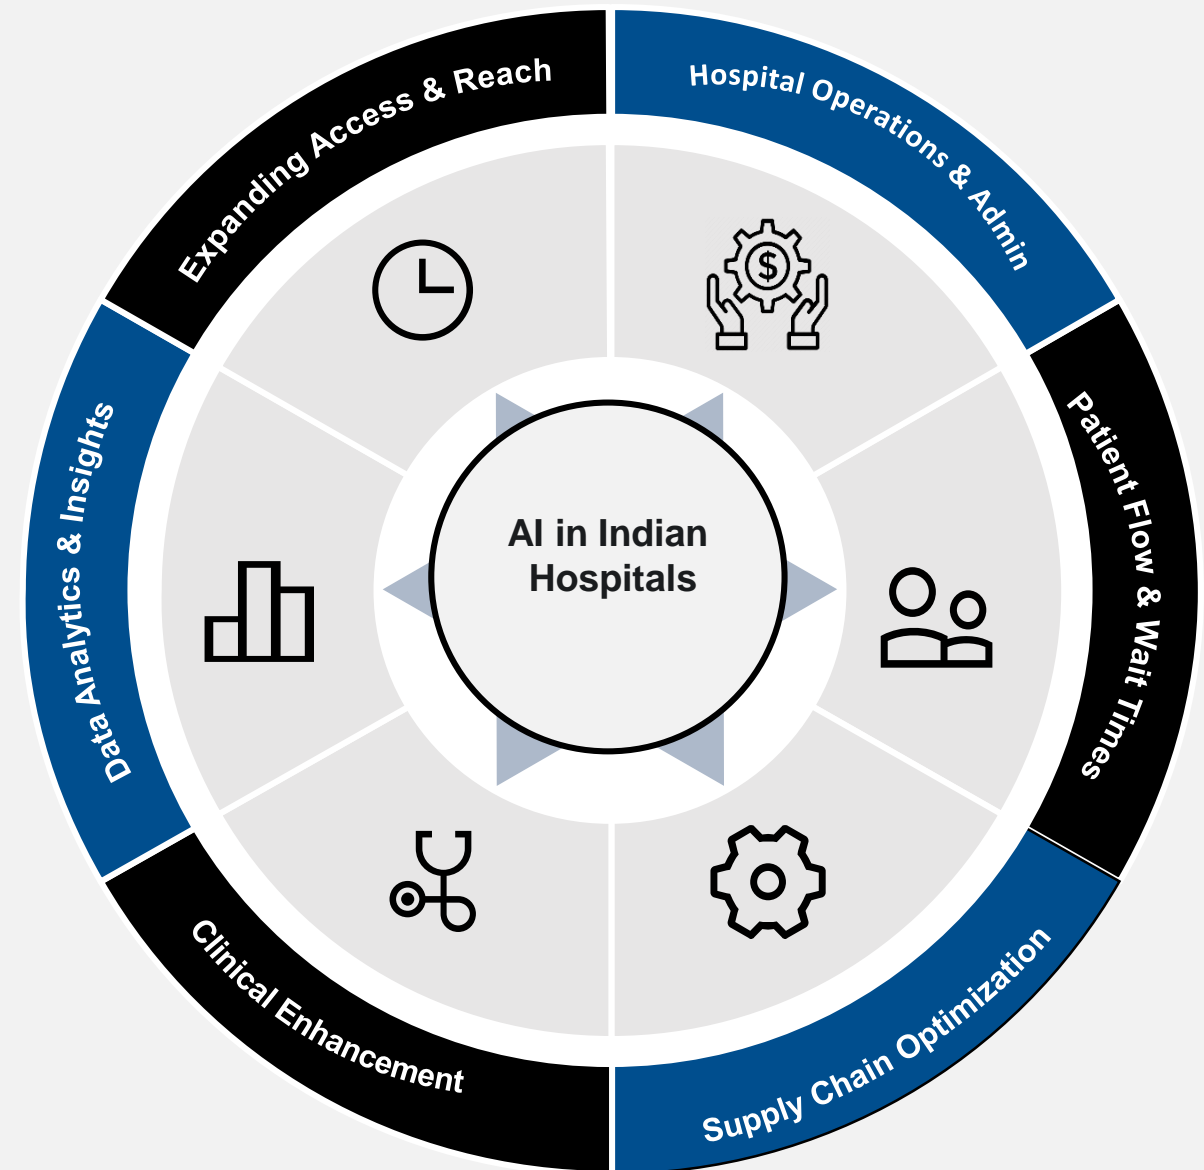 Expanding Access & Reach
Hospital Operations & Admin
Patient Flow & Wait Times
Supply Chain Optimization
Clinical Enhancement
Data Analytics & Insights
$
AI in Indian
Hospitals